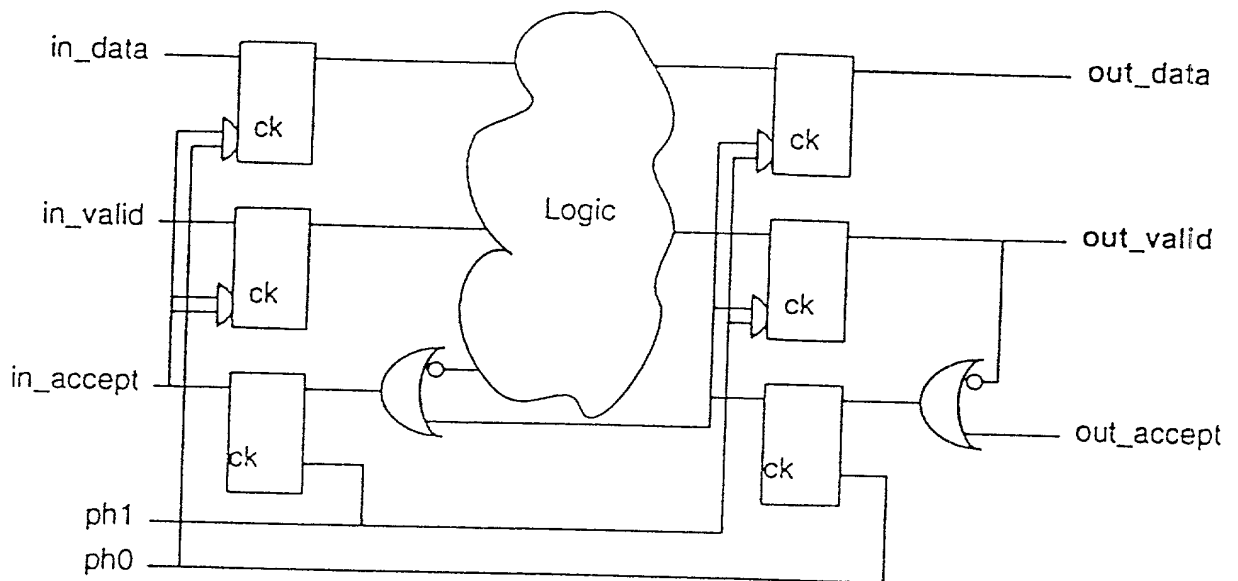 in_data
ck
ck
out_data
in_valid
Logic
out_valid
ck
ck
in_accept
out_accept
ck
ck
ph1
ph0